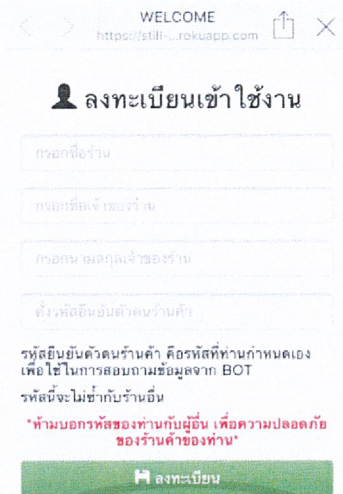 WELCOME
https://still-...rokuapp.com
ลงทะเบียนเข้าใช้งาน
กรอกชื่อร้าน
กรอกชื่อเจ้าของร้าน
กรอกนามสกุลเจ้าของร้าน
ตั้งรหัสยืนยันตัวตนร้านค้า
รหัสยืนยันตัวตนร้านค้า คือรหัสที่ท่านกำหนดเอง
เพื่อใช้ในการสอบถามข้อมูลจาก BOT
รหัสนี้จะไม่ซ้ำกับร้านอื่น
*ห้ามบอกรหัสของท่านกับผู้อื่น เพื่อความปลอดภัย
ของร้านค้าของท่าน*
ลงทะเบียน